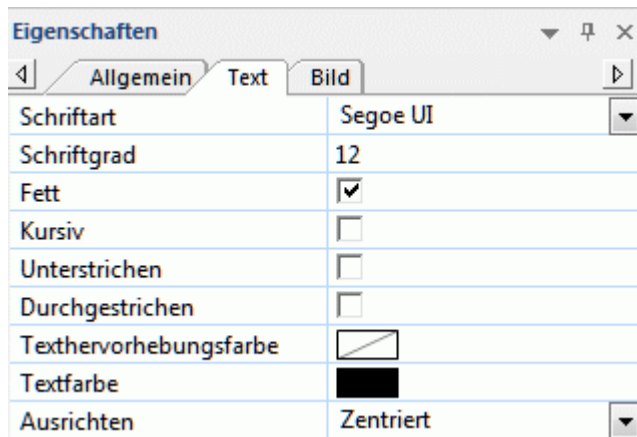 Eigenschaften
Allgemein Text Bild
Schriftart Segoe UI
Schriftgrad 12
Fett
Kursiv
Unterstrichen
Durchgestrichen
Texthervorhebungsfarbe
Textfarbe
Ausrichten Zentriert